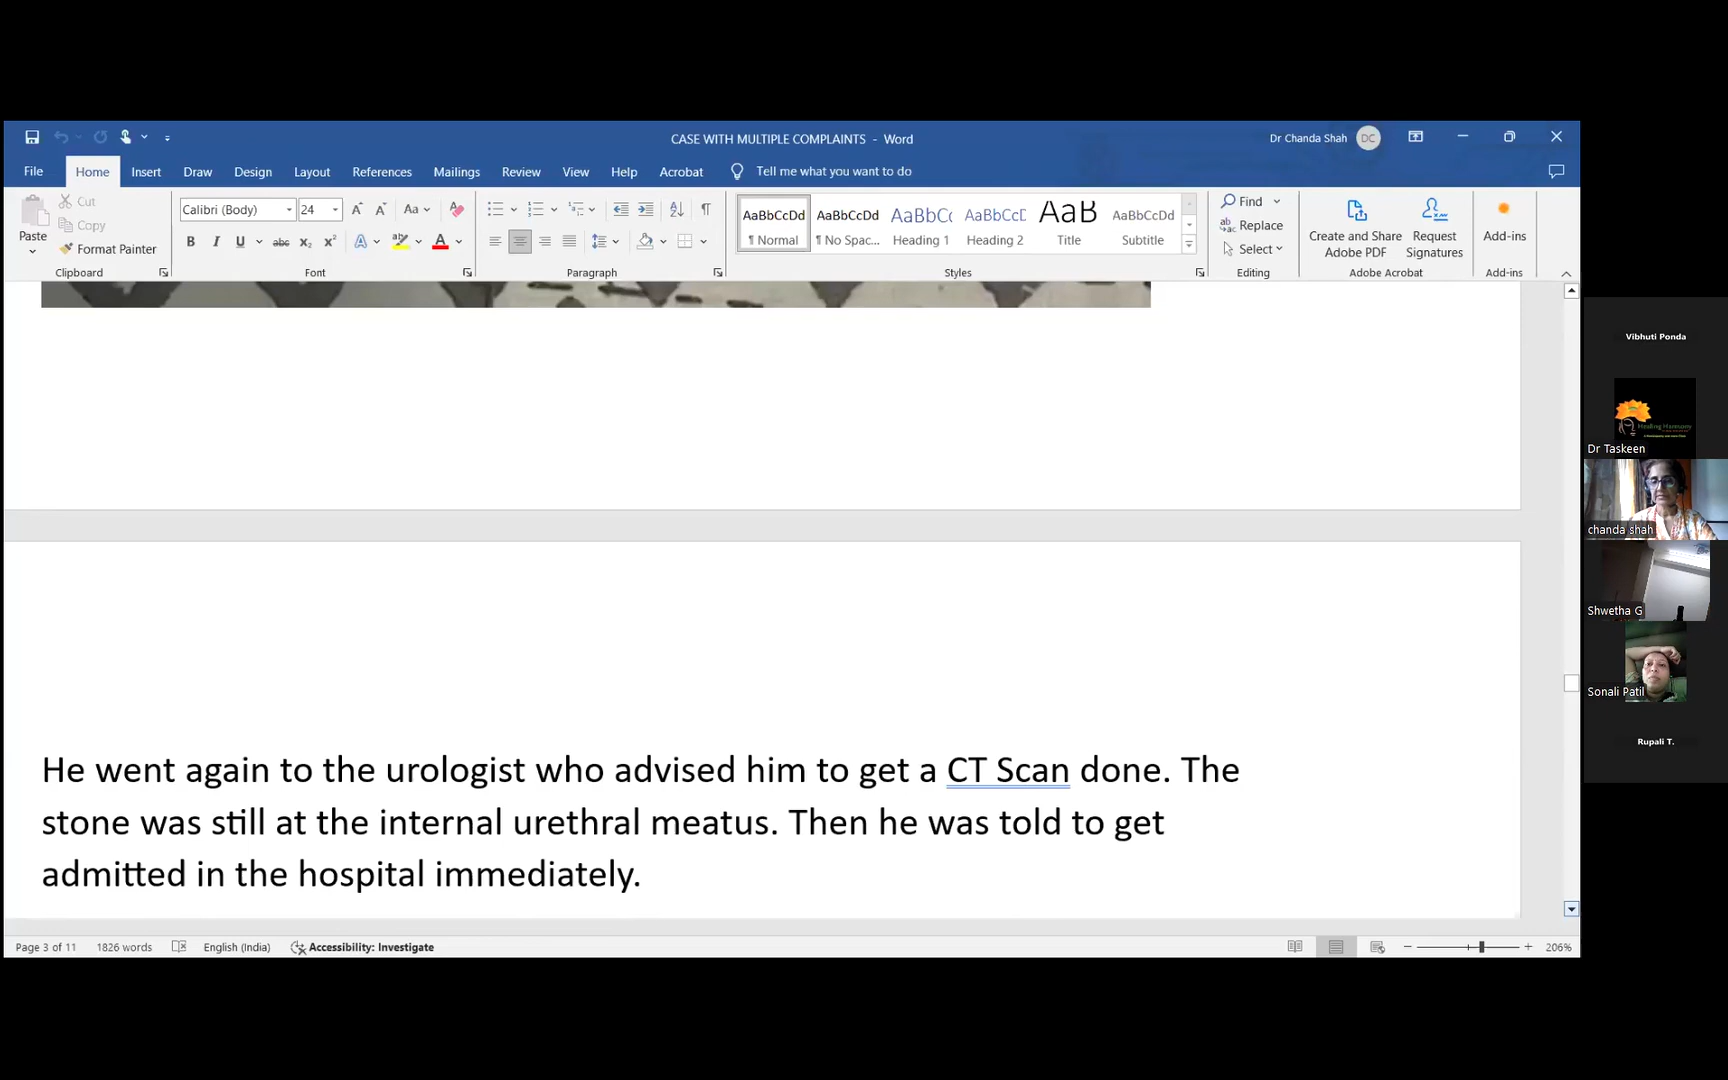 CASE WITH MULTIPLE COMPLAINTS - Word
Dr Chanda Shah DC
File Home Insert Draw Design Layout References Mailings Review View Help Acrobat Tell me what you want to do
Paste
Cut
Copy
Format Painter
Clipboard
Calibri (Body) 24
Font
Paragraph
AaBbCcDd AaBbCcDd AaBbCc AaBbCcD AaB AaBbCcDd
¶ Normal ¶ No Spac... Heading 1 Heading 2 Title Subtitle
Styles
Find
Replace
Select
Editing
Create and Share
Adobe PDF
Request
Signatures
Adobe Acrobat
Add-ins
Add-ins
He went again to the urologist who advised him to get a CT Scan done. The
stone was still at the internal urethral meatus. Then he was told to get
admitted in the hospital immediately.
Page 3 of 11 1826 words English (India) Accessibility: Investigate 206%
Vibhuti Ponda
Healing Harmony
Dr Taskeen
chanda shah
Shwetha G
Sonali Patil
Rupali T.